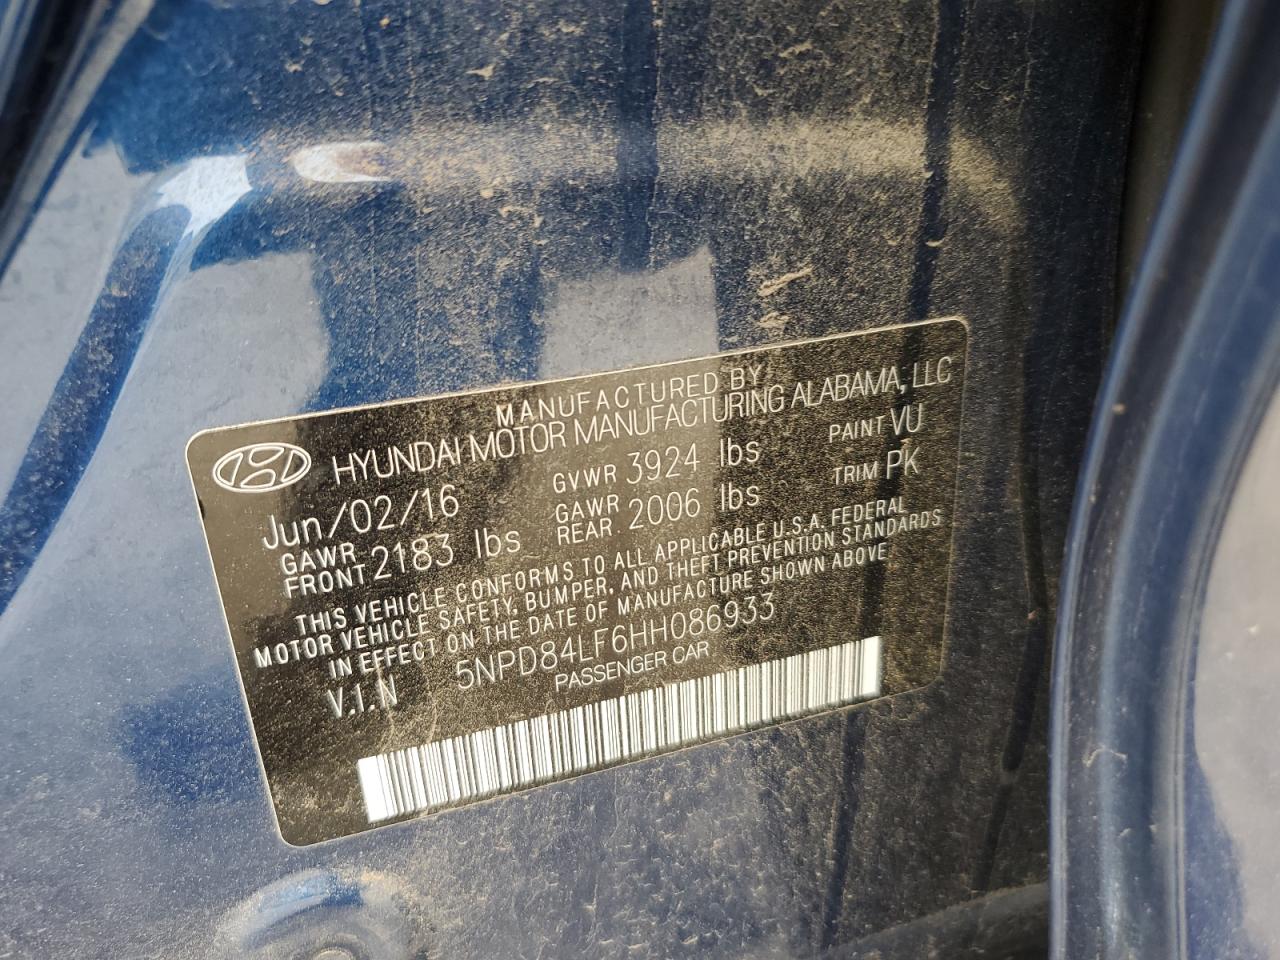 MANUFACTURED BY
HYUNDAI MOTOR MANUFACTURING ALABAMA, LLC
Jun/02/16 GVWR 3924 lbs PAINT VU
GAWR FRONT 2183 lbs GAWR REAR 2006 lbs TRIM PK
THIS VEHICLE CONFORMS TO ALL APPLICABLE U.S.A. FEDERAL
MOTOR VEHICLE SAFETY, BUMPER, AND THEFT PREVENTION STANDARDS
IN EFFECT ON THE DATE OF MANUFACTURE SHOWN ABOVE
V.I.N 5NPD84LF6HH086933
PASSENGER CAR